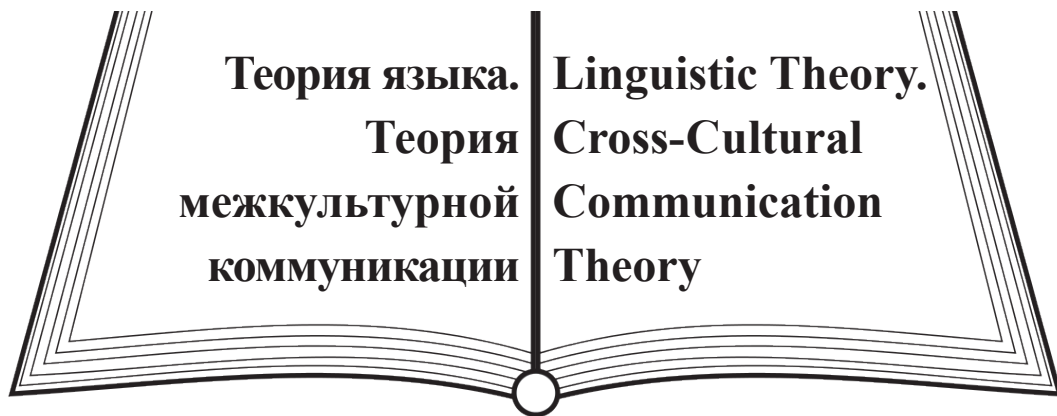 Теория языка.
Теория
межкультурной
коммуникации
Linguistic Theory.
Cross-Cultural
Communication
Theory